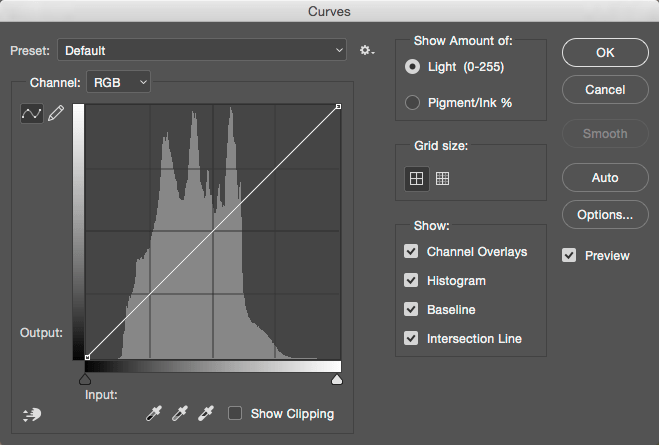 Curves
Preset: Default
Channel: RGB
Output:
Input:
Show Clipping
Show Amount of:
Light (0-255)
Pigment/Ink %
Grid size:
Show:
Channel Overlays
Histogram
Baseline
Intersection Line
OK
Cancel
Smooth
Auto
Options...
Preview